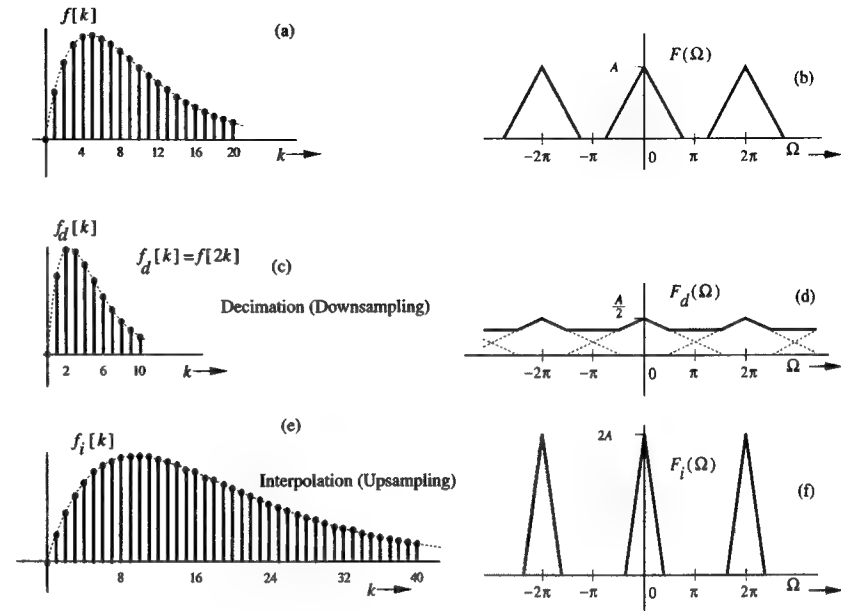 f[k]
(a)
4 8 12 16 20 k
A
F(Ω)
(b)
−2π −π 0 π 2π Ω
f_d[k]
f_d[k]=f[2k]
(c)
Decimation (Downsampling)
2 6 10 k
A/2
F_d(Ω)
(d)
−2π −π 0 π 2π Ω
f_i[k]
(e)
Interpolation (Upsampling)
8 16 24 32 40
k
2A
F_i(Ω)
(f)
−2π −π 0 π 2π Ω